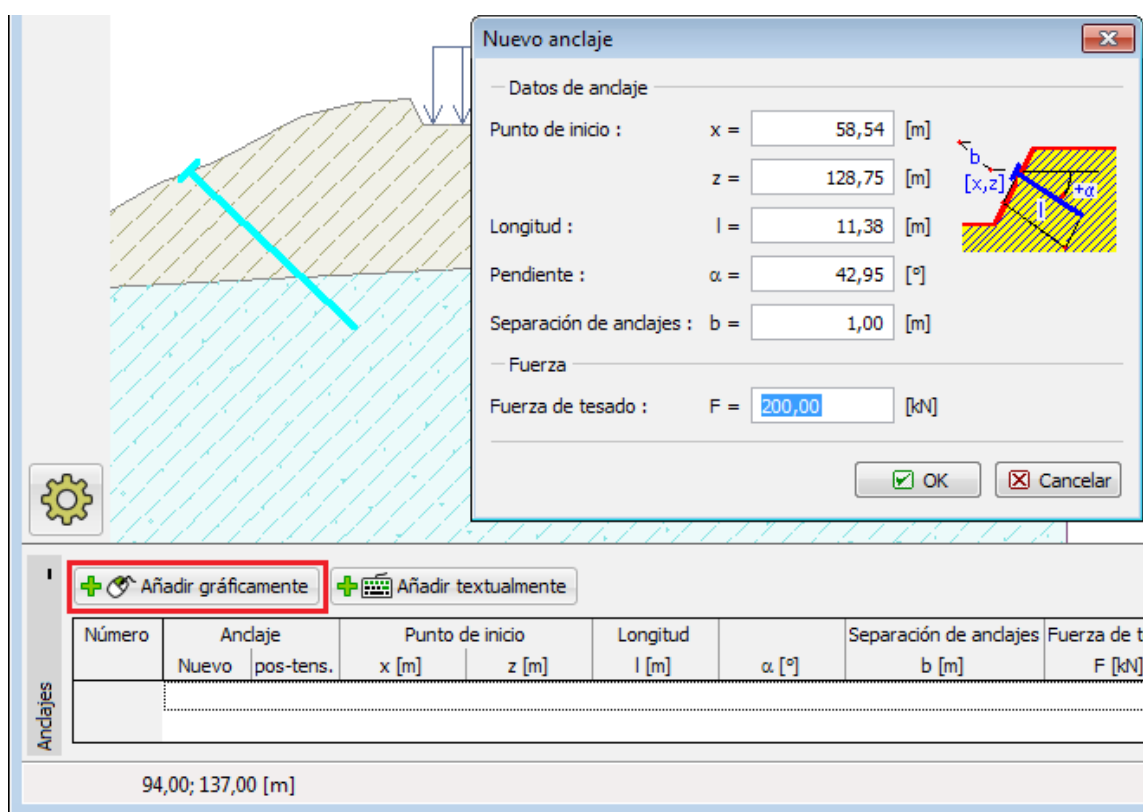 Nuevo anclaje
Datos de anclaje
Punto de inicio : x = 58,54 [m]
z = 128,75 [m]
Longitud : l = 11,38 [m]
Pendiente : α = 42,95 [°]
Separación de anclajes : b = 1,00 [m]
b
[x,z]
+α
l
Fuerza
Fuerza de tesado : F = 200,00 [kN]
OK Cancelar
Añadir gráficamente Añadir textualmente
Número Anclaje Punto de inicio Longitud Separación de anclajes Fuerza de t
Nuevo pos-tens. x [m] z [m] l [m] α [°] b [m] F [kN]
Anclajes
94,00; 137,00 [m]